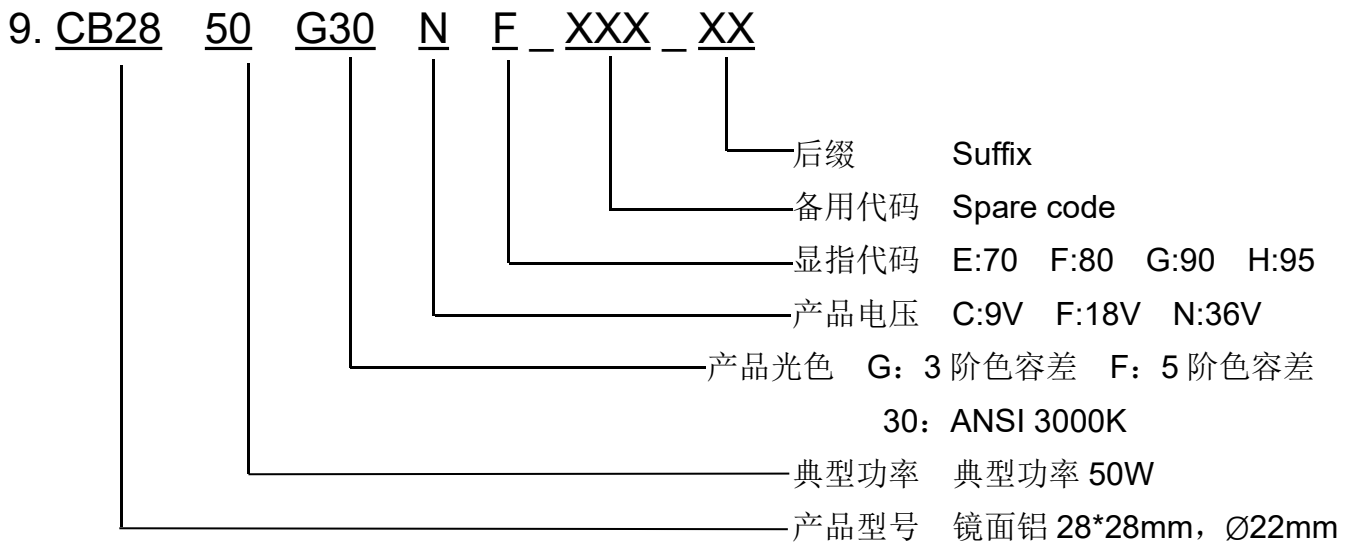 9. CB28 50 G30 N F _ XXX _ XX
后缀 Suffix
备用代码 Spare code
显指代码 E:70 F:80 G:90 H:95
产品电压 C:9V F:18V N:36V
产品光色 G：3 阶色容差 F：5 阶色容差
30：ANSI 3000K
典型功率 典型功率 50W
产品型号 镜面铝 28*28mm，∅22mm